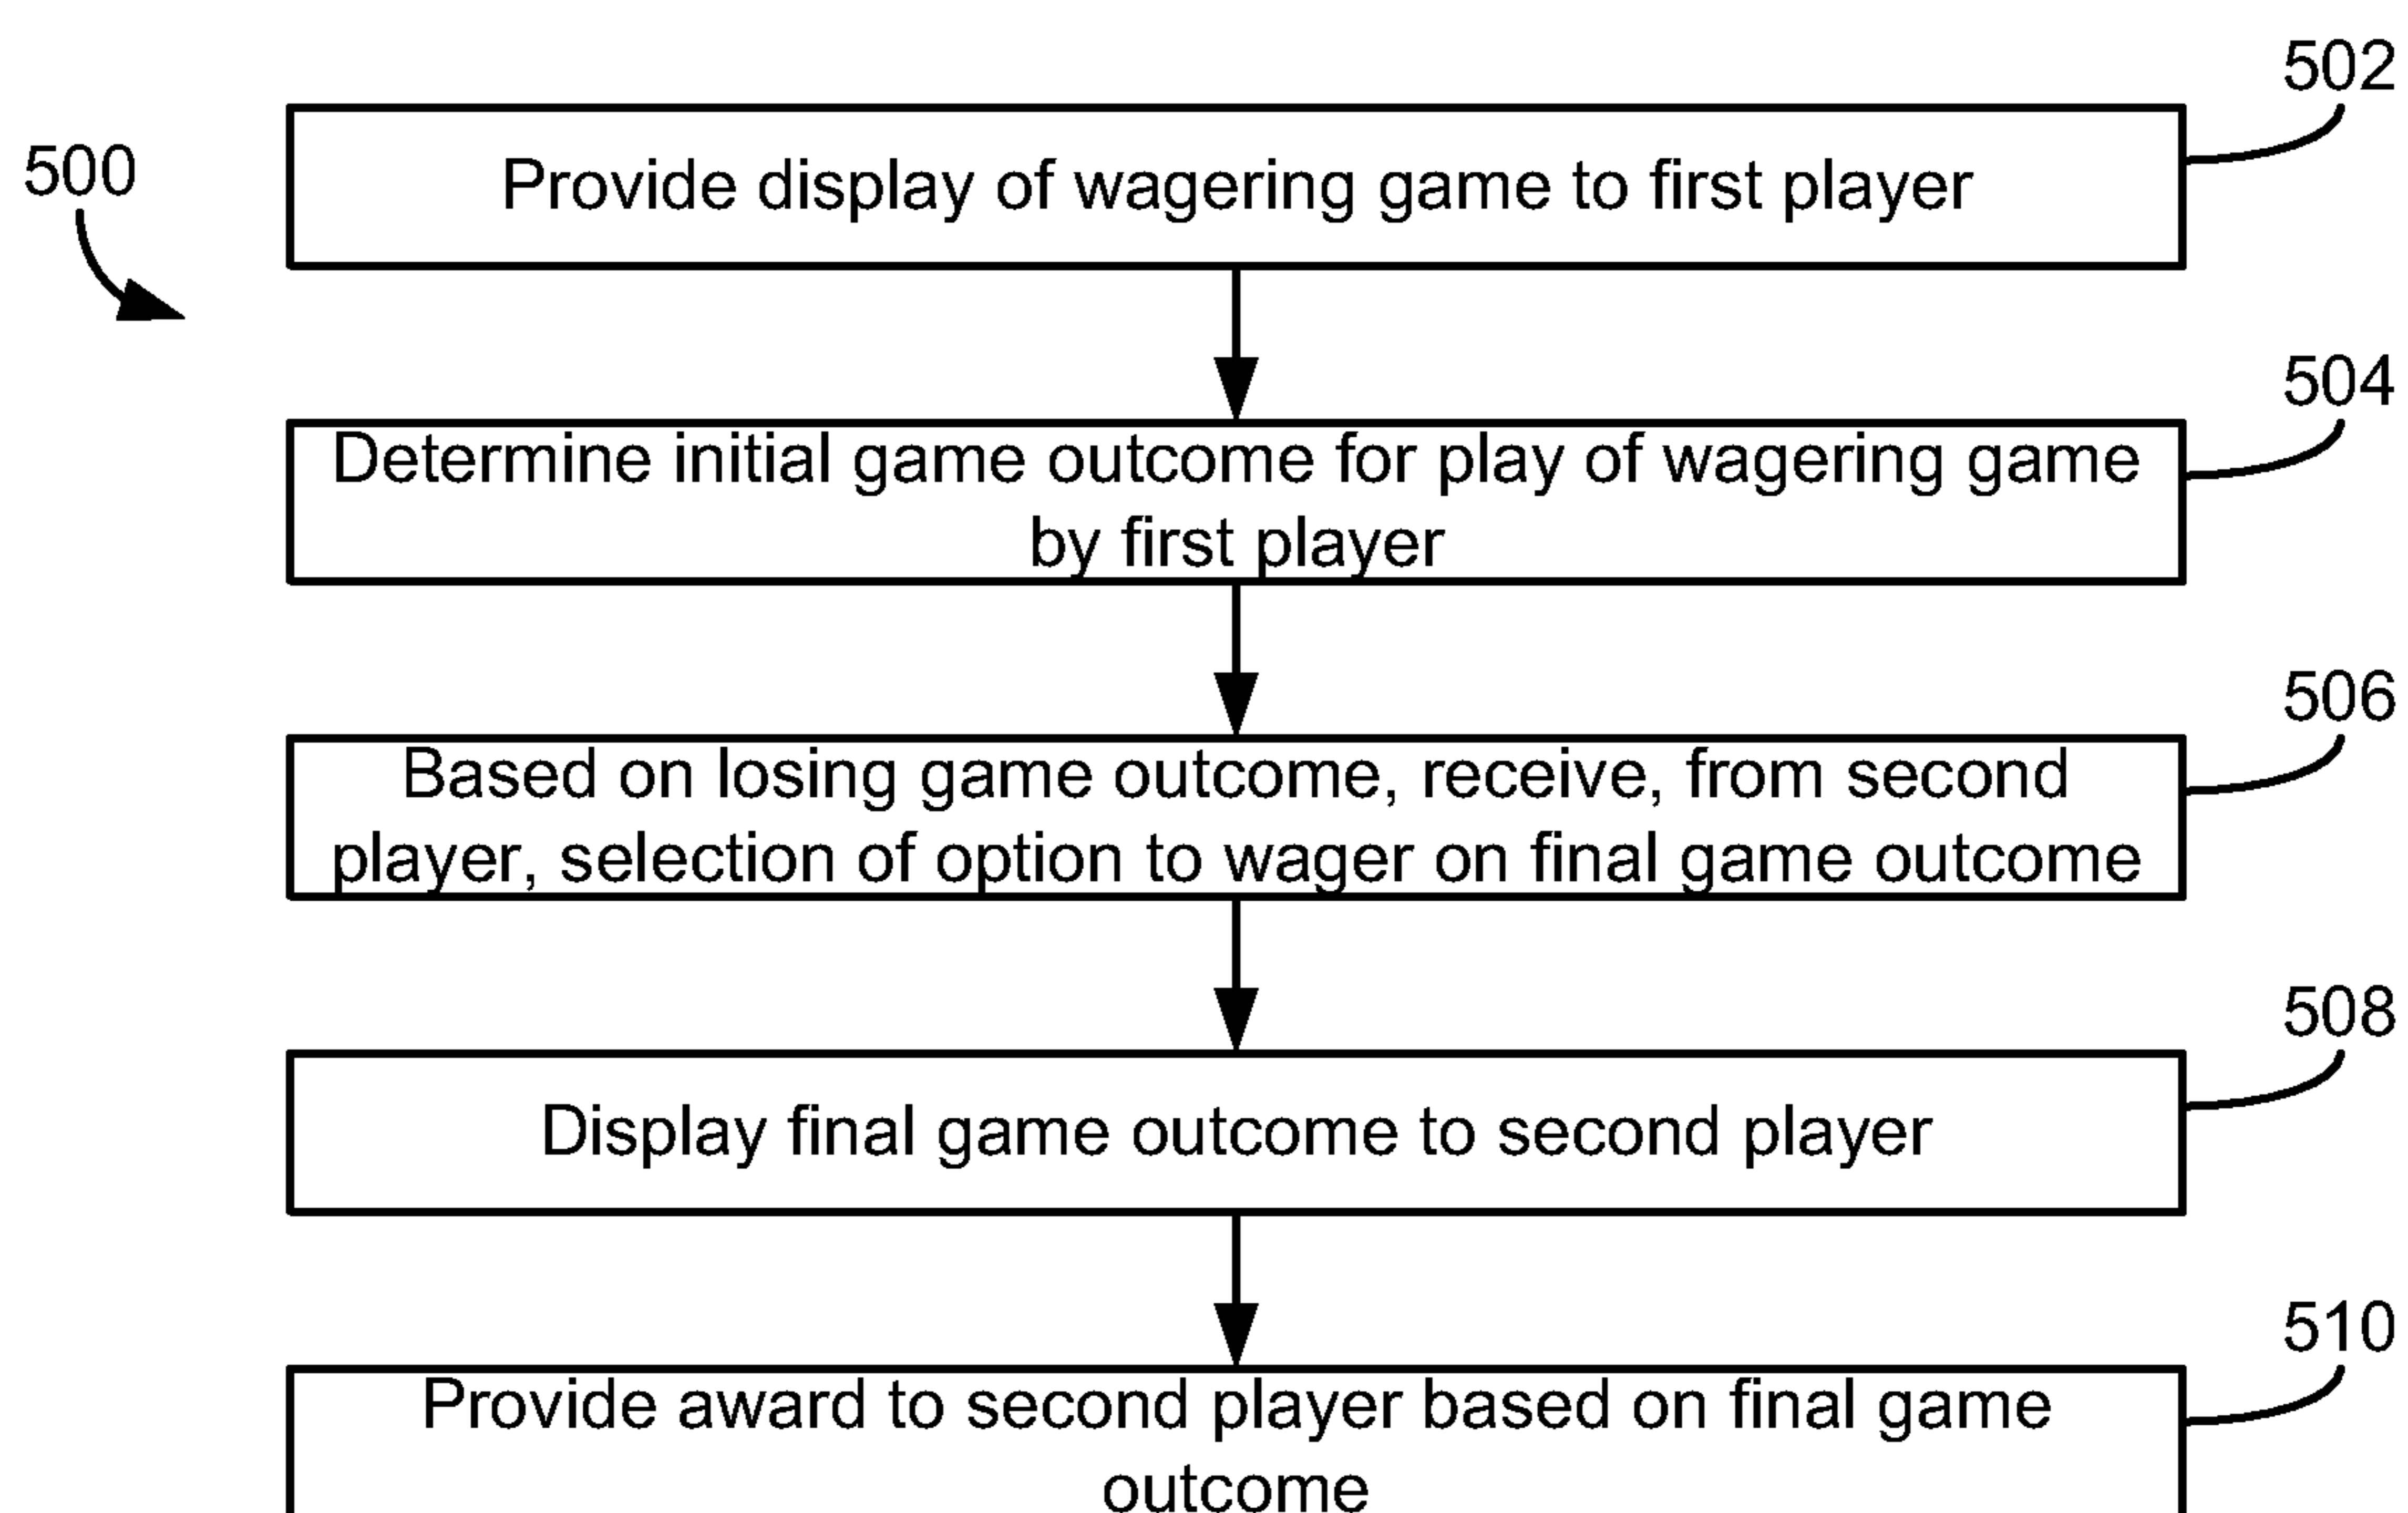 502
500
Provide display of wagering game to first player
504
Determine initial game outcome for play of wagering game
by first player
506
Based on losing game outcome, receive, from second
player, selection of option to wager on final game outcome
508
Display final game outcome to second player
510
Provide award to second player based on final game
outcome